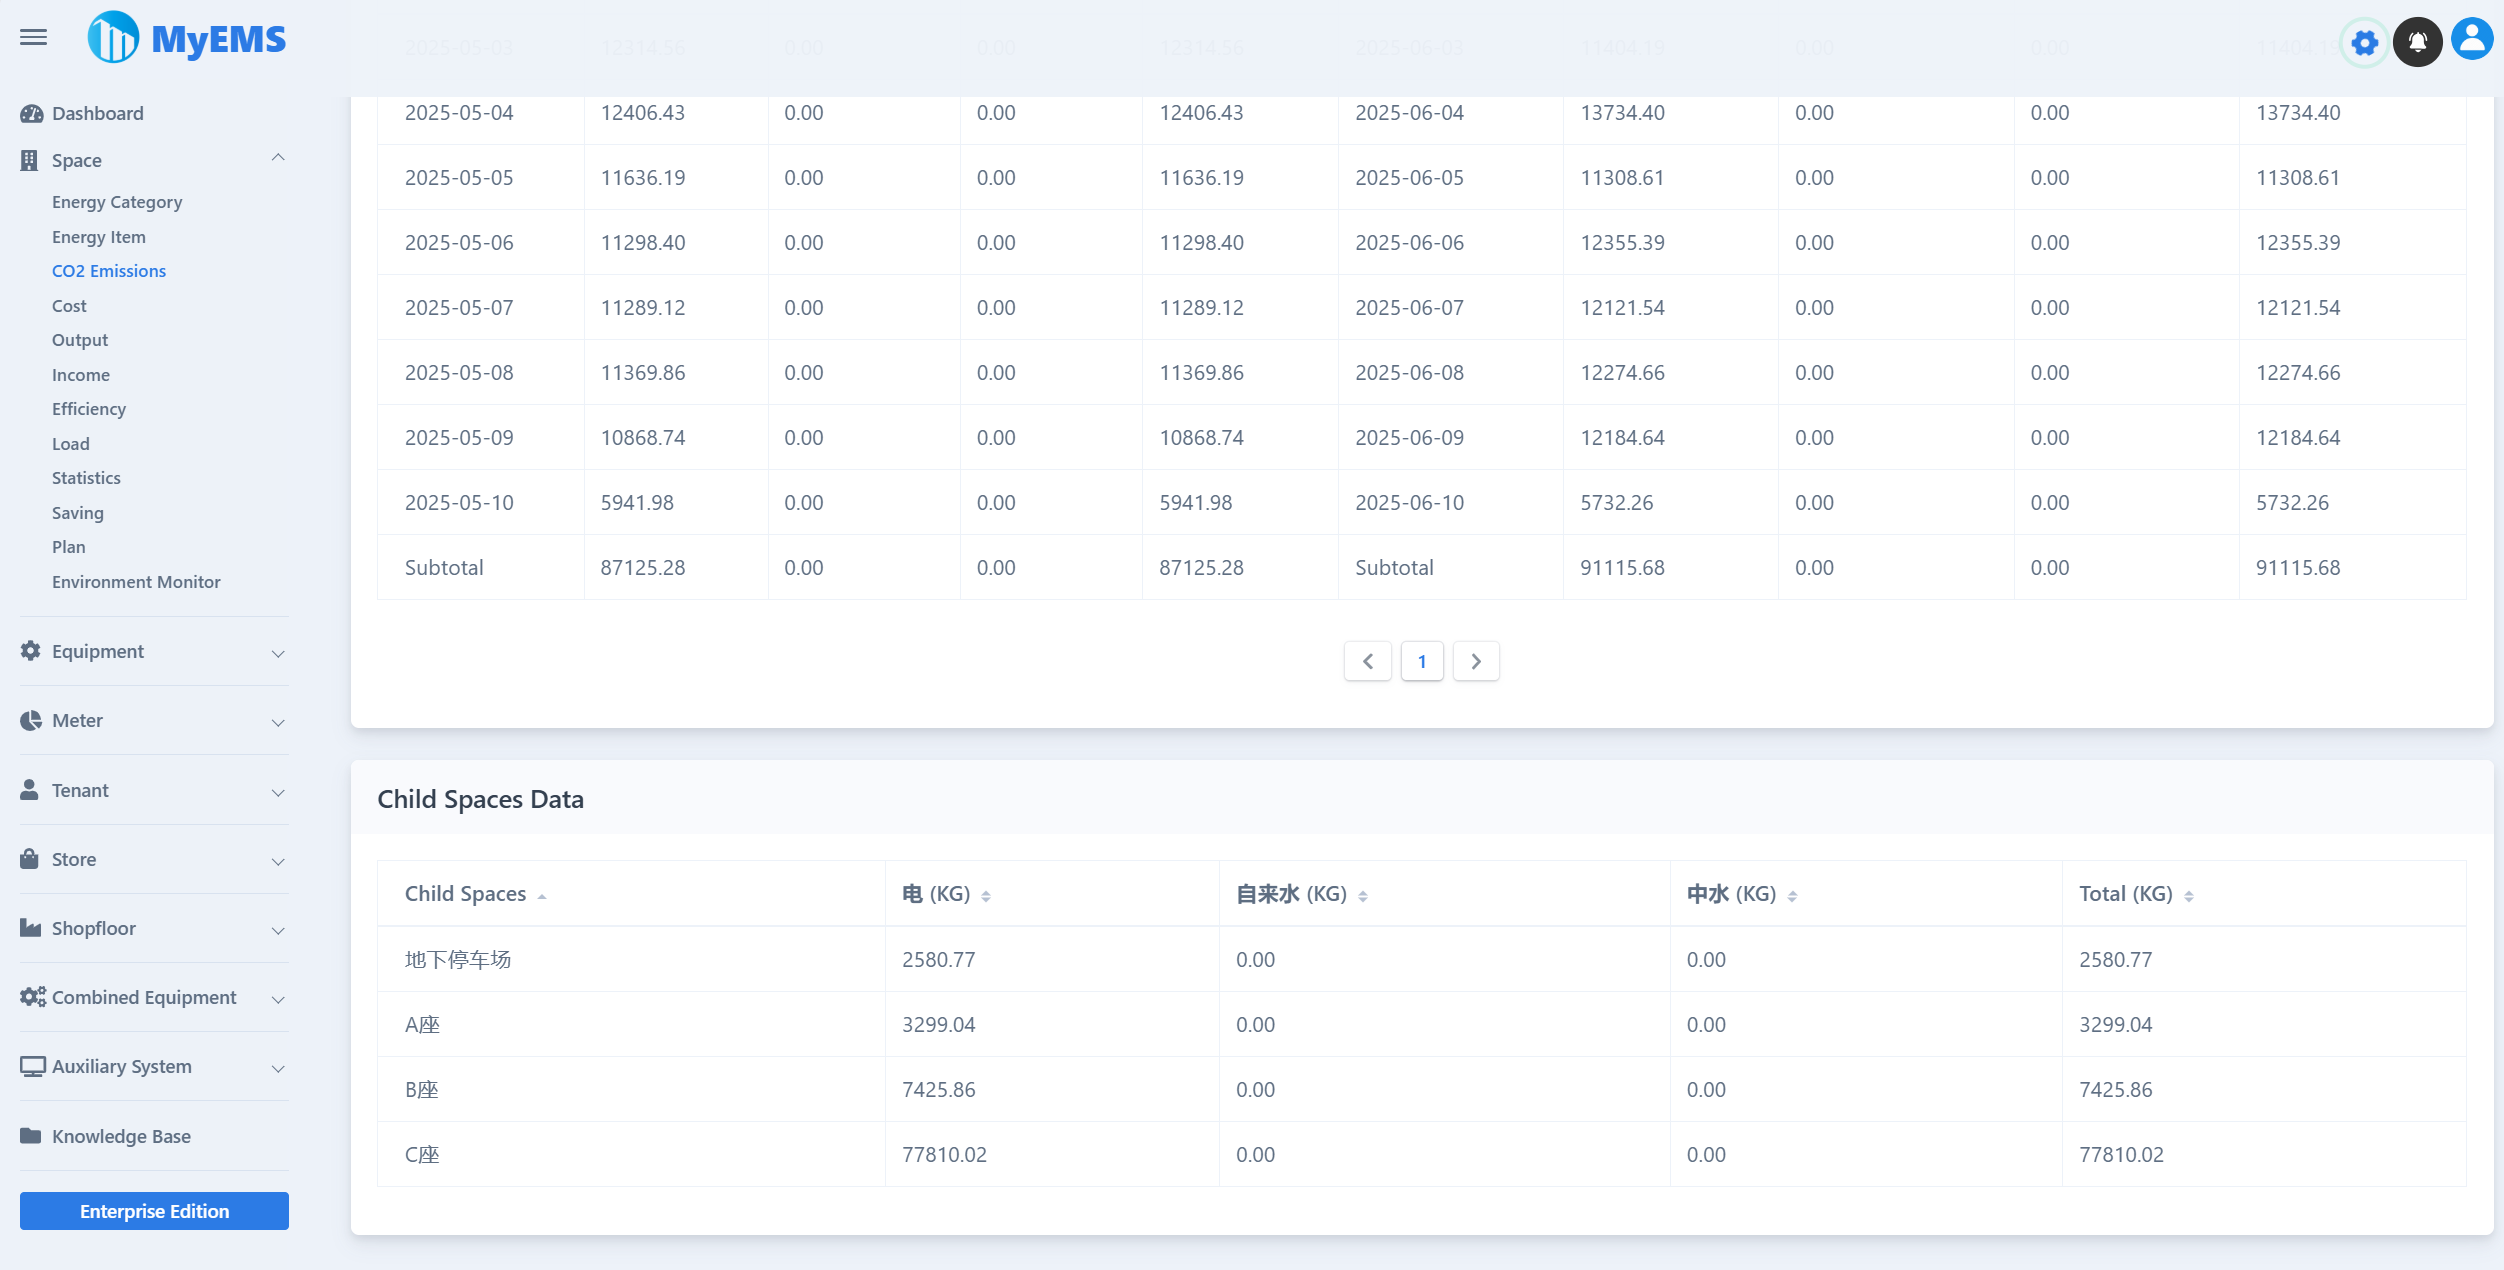 MyEMS
2025-05-03 12314.56 0.00 0.00 12314.56 2025-06-03 11404.19 0.00 0.00 11404.19
Dashboard
Space
Energy Category
Energy Item
CO2 Emissions
Cost
Output
Income
Efficiency
Load
Statistics
Saving
Plan
Environment Monitor
Equipment
Meter
Tenant
Store
Shopfloor
Combined Equipment
Auxiliary System
Knowledge Base
Enterprise Edition
2025-05-04 12406.43 0.00 0.00 12406.43 2025-06-04 13734.40 0.00 0.00 13734.40
2025-05-05 11636.19 0.00 0.00 11636.19 2025-06-05 11308.61 0.00 0.00 11308.61
2025-05-06 11298.40 0.00 0.00 11298.40 2025-06-06 12355.39 0.00 0.00 12355.39
2025-05-07 11289.12 0.00 0.00 11289.12 2025-06-07 12121.54 0.00 0.00 12121.54
2025-05-08 11369.86 0.00 0.00 11369.86 2025-06-08 12274.66 0.00 0.00 12274.66
2025-05-09 10868.74 0.00 0.00 10868.74 2025-06-09 12184.64 0.00 0.00 12184.64
2025-05-10 5941.98 0.00 0.00 5941.98 2025-06-10 5732.26 0.00 0.00 5732.26
Subtotal 87125.28 0.00 0.00 87125.28 Subtotal 91115.68 0.00 0.00 91115.68
1
Child Spaces Data
Child Spaces 电 (KG) 自来水 (KG) 中水 (KG) Total (KG)
地下停车场 2580.77 0.00 0.00 2580.77
A座 3299.04 0.00 0.00 3299.04
B座 7425.86 0.00 0.00 7425.86
C座 77810.02 0.00 0.00 77810.02